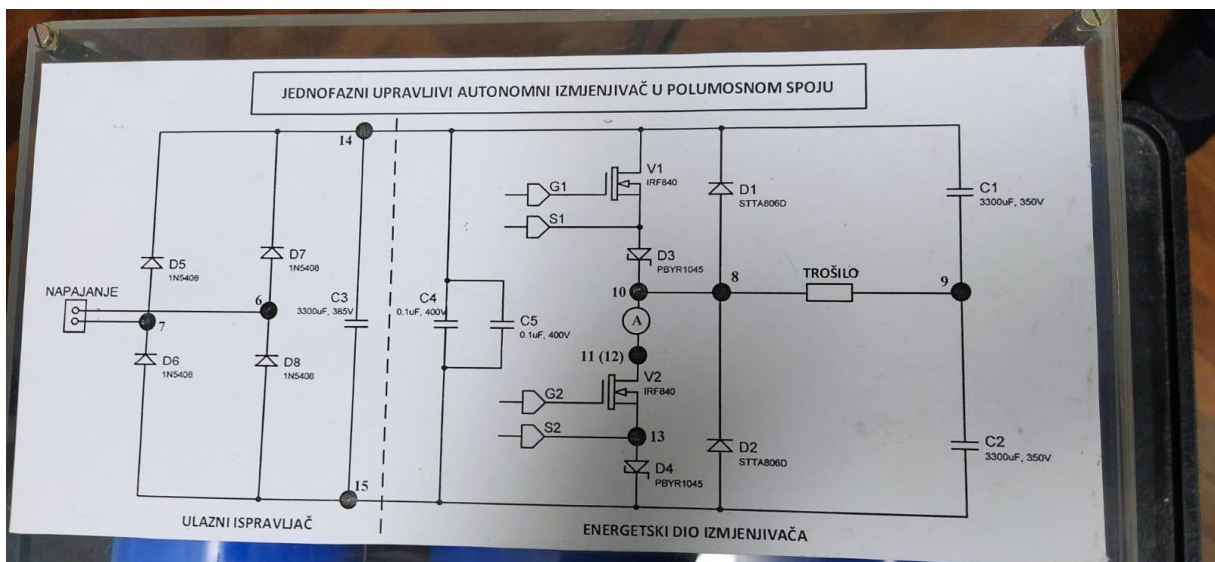 JEDNOFAZNI UPRAVLJIVI AUTONOMNI IZMJENJIVAČ U POLUMOSNOM SPOJU
14
V1
IRF840
G1
D1
STTA806D
C1
3300uF, 350V
S1
D5
1N5408
D7
1N5408
D3
PBYR1045
NAPAJANJE
6
7
C3
3300uF, 385V
C4
0.1uF, 400V
C5
0.1uF, 400V
10
8
TROŠILO
9
A
D6
1N5408
D8
1N5408
11 (12)
V2
IRF840
G2
S2
13
D2
STTA806D
C2
3300uF, 350V
D4
PBYR1045
15
ULAZNI ISPRAVLJAČ
ENERGETSKI DIO IZMJENJIVAČA